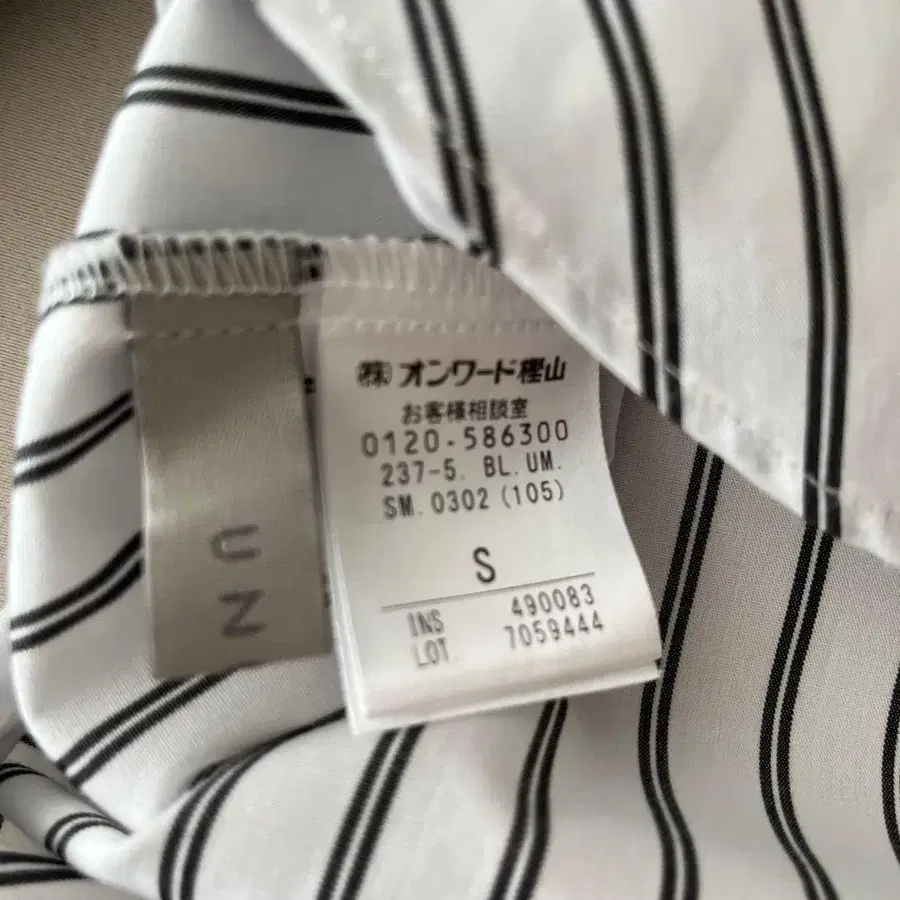 ㈱オンワード樫山
お客様相談室
0120-586300
237-5. BL. UM.
SM. 0302 (105)
S
INS 490083
LOT. 7059444
U N